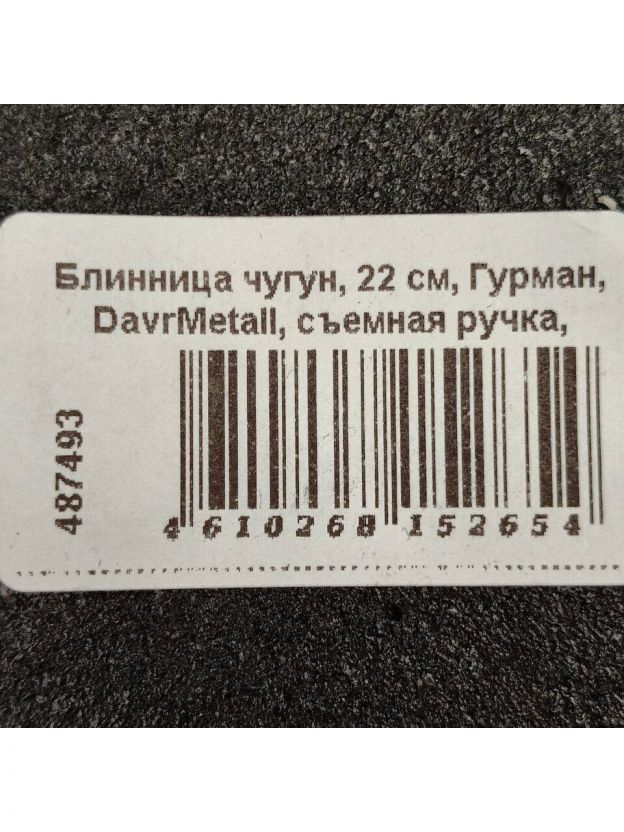 Блинница чугун, 22 см, Гурман,
DavrMetall, съемная ручка,
487493
4 610268 152654